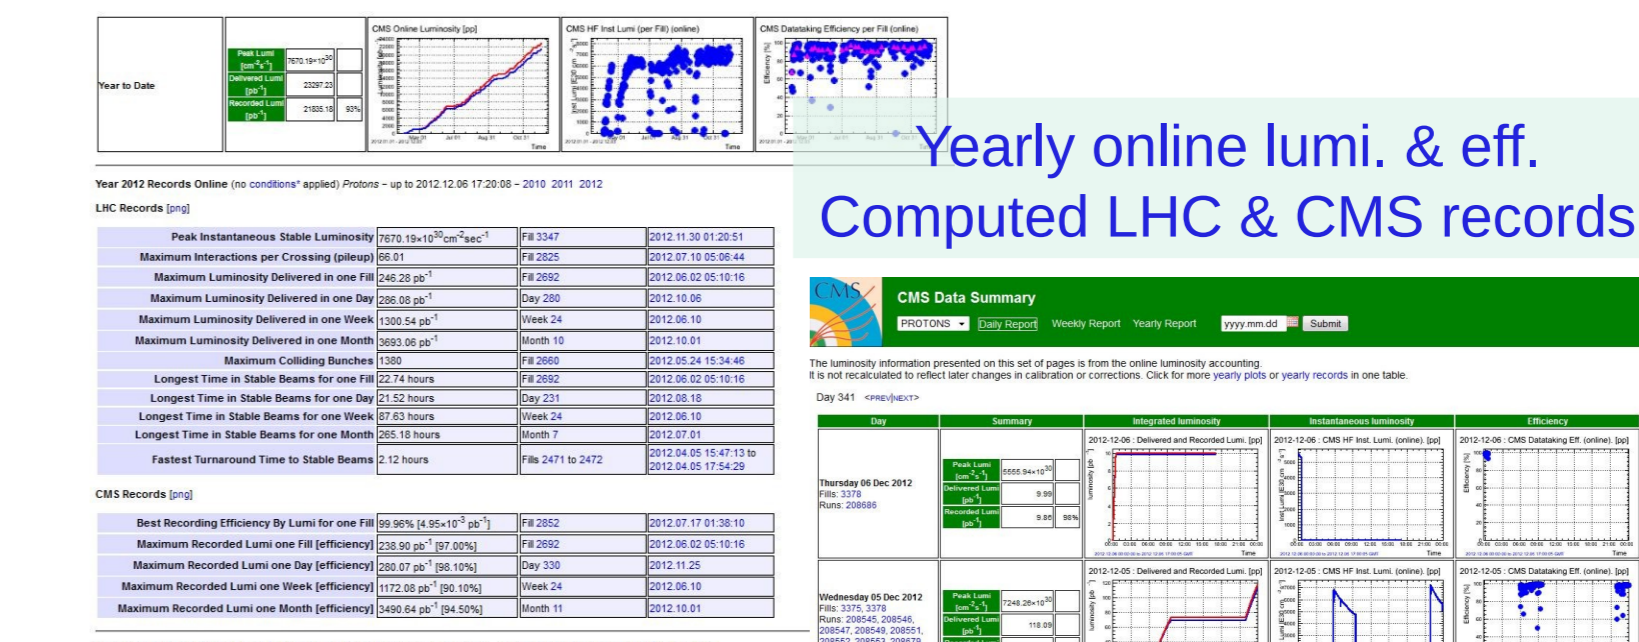 CMS Online Luminosity [pp]
CMS HF Inst Lumi (per Fill) (online)
CMS Datataking Efficiency per Fill (online)
Year to Date
Peak Lumi [cm-2s-1] 7670.19×10^30
Delivered Lumi [pb-1] 23297.23
Recorded Lumi [pb-1] 21835.18 93%
Yearly online lumi. & eff.
Computed LHC & CMS records
Year 2012 Records Online (no conditions* applied) Protons – up to 2012.12.06 17:20:08 – 2010 2011 2012
LHC Records [png]
Peak Instantaneous Stable Luminosity 7670.19×10^30cm^-2sec^-1 Fill 3347 2012.11.30 01:20:51
Maximum Interactions per Crossing (pileup) 66.01 Fill 2825 2012.07.10 05:06:44
Maximum Luminosity Delivered in one Fill 246.28 pb^-1 Fill 2692 2012.06.02 05:10:16
Maximum Luminosity Delivered in one Day 286.08 pb^-1 Day 280 2012.10.06
Maximum Luminosity Delivered in one Week 1300.54 pb^-1 Week 24 2012.06.10
Maximum Luminosity Delivered in one Month 3693.06 pb^-1 Month 10 2012.10.01
Maximum Colliding Bunches 1380 Fill 2660 2012.05.24 15:34:46
Longest Time in Stable Beams for one Fill 22.74 hours Fill 2692 2012.06.02 05:10:16
Longest Time in Stable Beams for one Day 21.52 hours Day 231 2012.08.18
Longest Time in Stable Beams for one Week 87.63 hours Week 24 2012.06.10
Longest Time in Stable Beams for one Month 265.18 hours Month 7 2012.07.01
Fastest Turnaround Time to Stable Beams 2.12 hours Fills 2471 to 2472 2012.04.05 15:47:13 to
2012.04.05 17:54:29
CMS Records [png]
Best Recording Efficiency By Lumi for one Fill 99.96% [4.95×10^-3 pb^-1] Fill 2852 2012.07.17 01:38:10
Maximum Recorded Lumi one Fill [efficiency] 238.90 pb^-1 [97.00%] Fill 2692 2012.06.02 05:10:16
Maximum Recorded Lumi one Day [efficiency] 280.07 pb^-1 [98.10%] Day 330 2012.11.25
Maximum Recorded Lumi one Week [efficiency] 1172.08 pb^-1 [90.10%] Week 24 2012.06.10
Maximum Recorded Lumi one Month [efficiency] 3490.64 pb^-1 [94.50%] Month 11 2012.10.01
CMS
CMS Data Summary
PROTONS Daily Report Weekly Report Yearly Report yyyy.mm.dd Submit
The luminosity information presented on this set of pages is from the online luminosity accounting.
It is not recalculated to reflect later changes in calibration or corrections. Click for more yearly plots or yearly records in one table.
Day 341 <PREV|NEXT>
Day Summary Integrated luminosity Instantaneous luminosity Efficiency
2012-12-06 : Delivered and Recorded Lumi. [pp]
2012-12-06 : CMS HF Inst. Lumi. (online). [pp]
2012-12-06 : CMS Datataking Eff. (online). [pp]
Thursday 06 Dec 2012
Fills: 3378
Runs: 208686
Peak Lumi [cm-2s-1] 5555.94×10^30
Delivered Lumi [pb-1] 9.99
Recorded Lumi [pb-1] 9.86 98%
Time Time Time
2012-12-05 : Delivered and Recorded Lumi. [pp]
2012-12-05 : CMS HF Inst. Lumi. (online). [pp]
2012-12-05 : CMS Datataking Eff. (online). [pp]
Wednesday 05 Dec 2012
Fills: 3375, 3378
Runs: 208545, 208546,
208547, 208549, 208551,
208552, 208553, 208679
Peak Lumi [cm-2s-1] 7248.26×10^30
Delivered Lumi [pb-1] 118.09